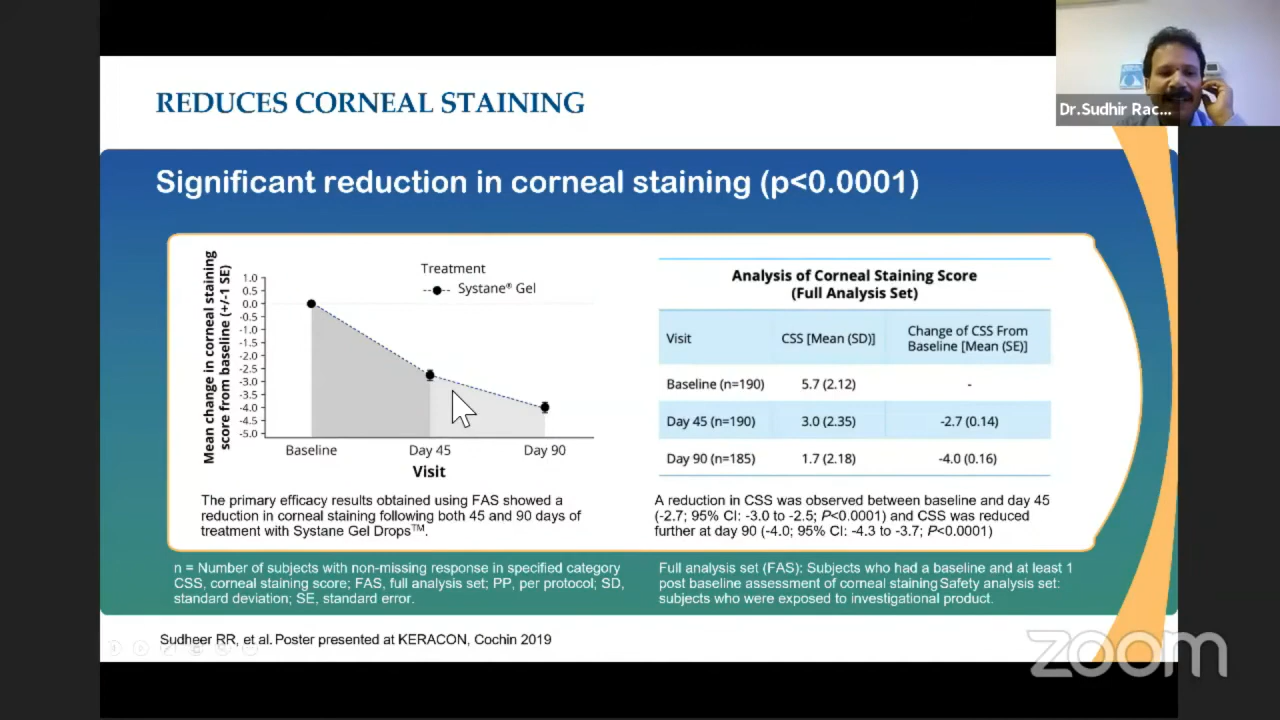 REDUCES CORNEAL STAINING
Dr.Sudhir Rac...
Significant reduction in corneal staining (p<0.0001)
Mean change in corneal staining
score from baseline (+/-1 SE)
Treatment
Systane® Gel
1.0
0.5
0.0
-0.5
-1.0
-1.5
-2.0
-2.5
-3.0
-3.5
-4.0
-4.5
-5.0
Baseline Day 45 Day 90
Visit
The primary efficacy results obtained using FAS showed a
reduction in corneal staining following both 45 and 90 days of
treatment with Systane Gel Drops™.
Analysis of Corneal Staining Score
(Full Analysis Set)
Visit CSS [Mean (SD)] Change of CSS From
Baseline [Mean (SE)]
Baseline (n=190) 5.7 (2.12) -
Day 45 (n=190) 3.0 (2.35) -2.7 (0.14)
Day 90 (n=185) 1.7 (2.18) -4.0 (0.16)
A reduction in CSS was observed between baseline and day 45
(-2.7; 95% CI: -3.0 to -2.5; P<0.0001) and CSS was reduced
further at day 90 (-4.0; 95% CI: -4.3 to -3.7; P<0.0001)
n = Number of subjects with non-missing response in specified category
CSS, corneal staining score; FAS, full analysis set; PP, per protocol; SD,
standard deviation; SE, standard error.
Full analysis set (FAS): Subjects who had a baseline and at least 1
post baseline assessment of corneal stainingSafety analysis set:
subjects who were exposed to investigational product.
Sudheer RR, et al. Poster presented at KERACON, Cochin 2019
zoom